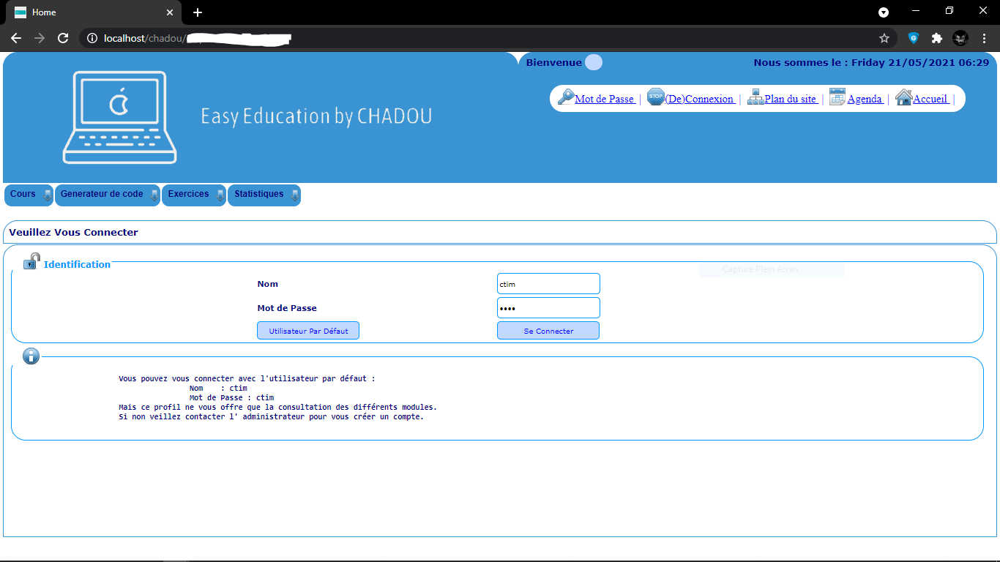 Home
localhost/chadou/
Bienvenue
Nous sommes le : Friday 21/05/2021 06:29
Easy Education by CHADOU
Mot de Passe | STOP (De)Connexion | Plan du site | Agenda | Accueil |
Cours Generateur de code Exercices Statistiques
Veuillez Vous Connecter
Identification
Capture Plein écran
Nom ctim
Mot de Passe ••••
Utilisateur Par Défaut Se Connecter
Vous pouvez vous connecter avec l'utilisateur par défaut :
Nom : ctim
Mot de Passe : ctim
Mais ce profil ne vous offre que la consultation des différents modules.
Si non veillez contacter l' administrateur pour vous créer un compte.